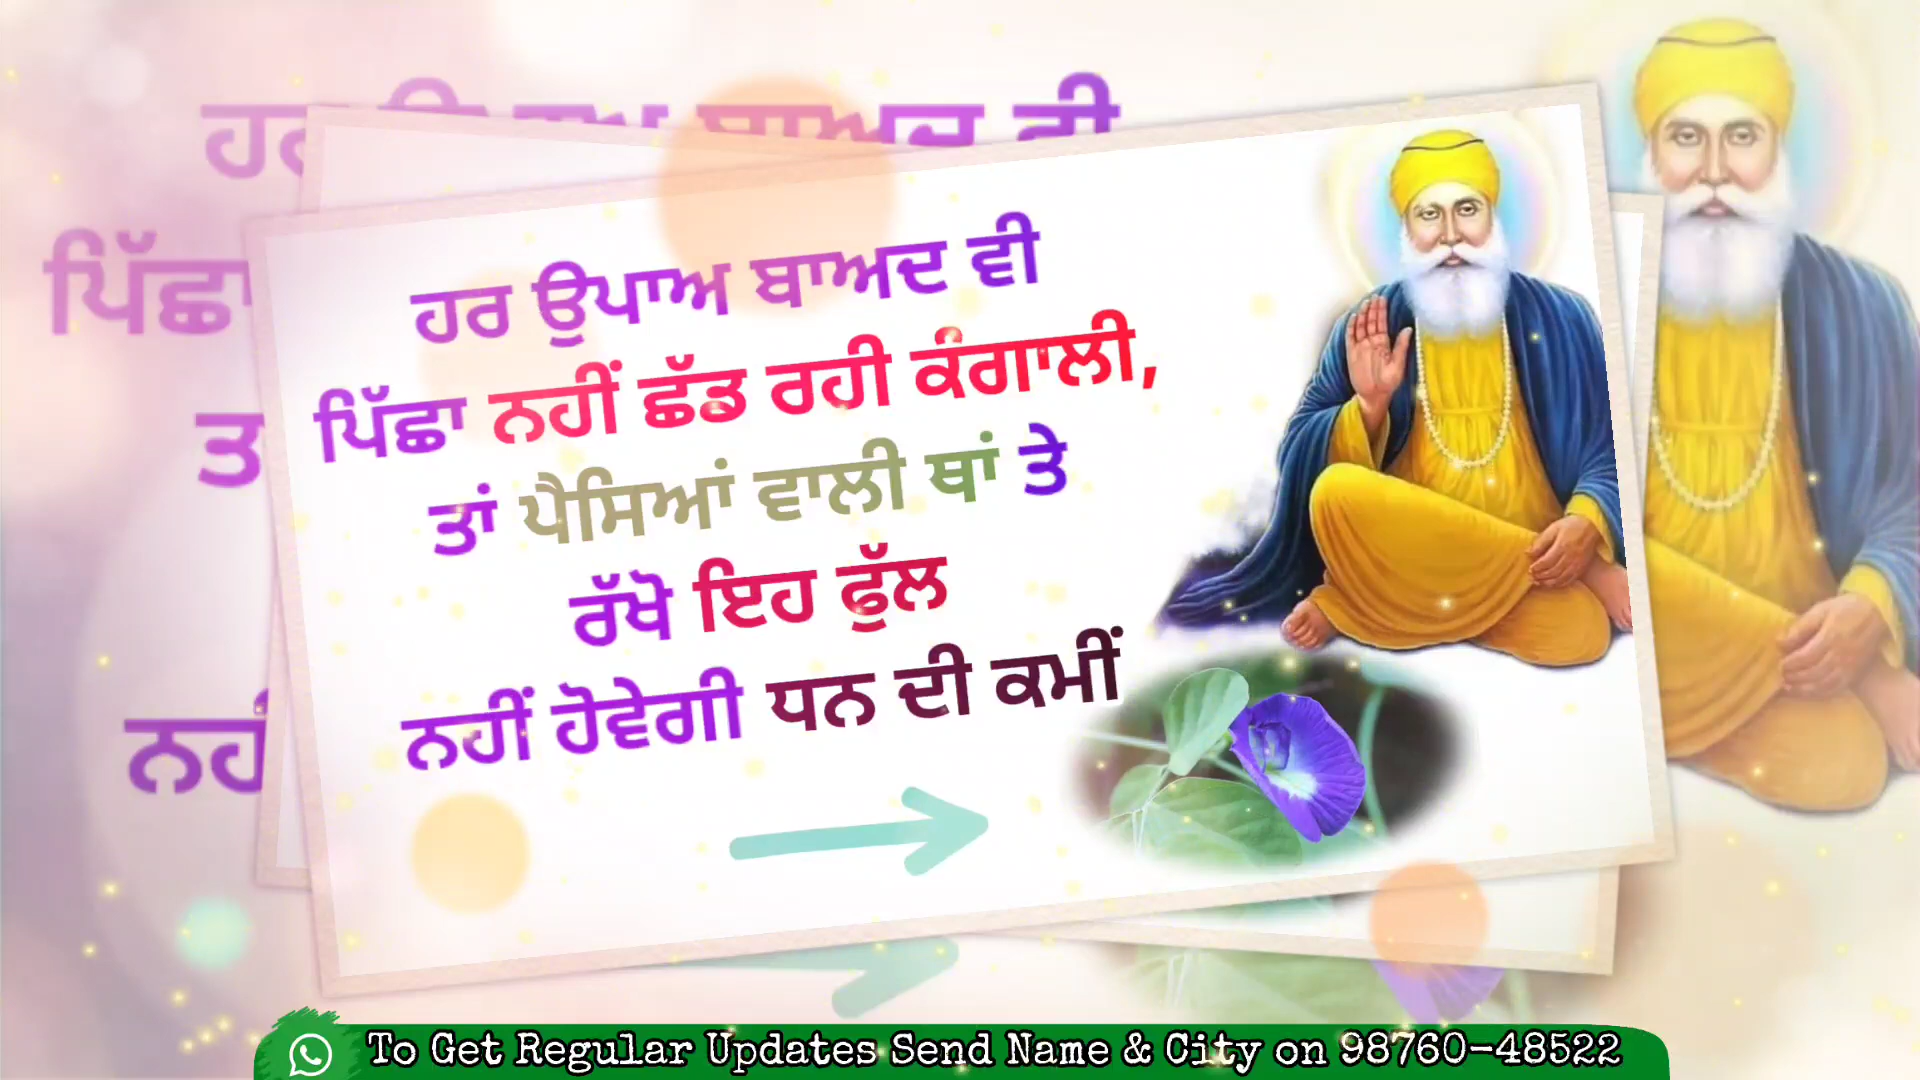 ਹਰ ਉਪਾਅ ਬਾਅਦ ਵੀ
ਪਿੱਛਾ ਨਹੀਂ ਛੱਡ ਰਹੀ ਕੰਗਾਲੀ,
ਤਾਂ ਪੈਸਿਆਂ ਵਾਲੀ ਥਾਂ ਤੇ
ਰੱਖੋ ਇਹ ਫੁੱਲ
ਨਹੀਂ ਹੋਵੇਗੀ ਧਨ ਦੀ ਕਮੀਂ
To Get Regular Updates Send Name & City on 98760-48522